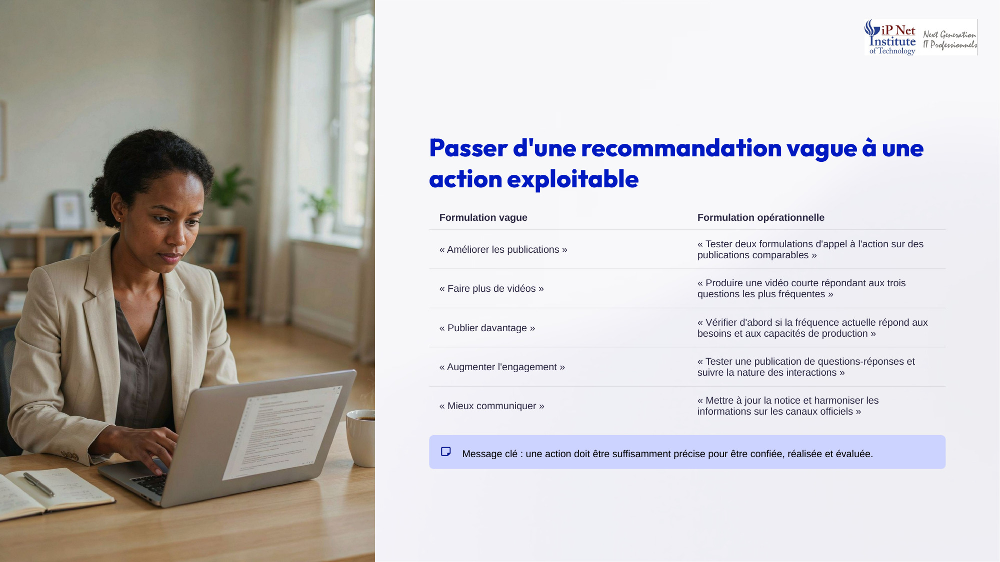 iP Net
Institute
of Technology
Next Generation
IT Professionnels
Passer d'une recommandation vague à une
action exploitable
Formulation vague
Formulation opérationnelle
« Améliorer les publications »
« Tester deux formulations d'appel à l'action sur des
publications comparables »
« Faire plus de vidéos »
« Produire une vidéo courte répondant aux trois
questions les plus fréquentes »
« Publier davantage »
« Vérifier d'abord si la fréquence actuelle répond aux
besoins et aux capacités de production »
« Augmenter l'engagement »
« Tester une publication de questions-réponses et
suivre la nature des interactions »
« Mieux communiquer »
« Mettre à jour la notice et harmoniser les
informations sur les canaux officiels »
Message clé : une action doit être suffisamment précise pour être confiée, réalisée et évaluée.